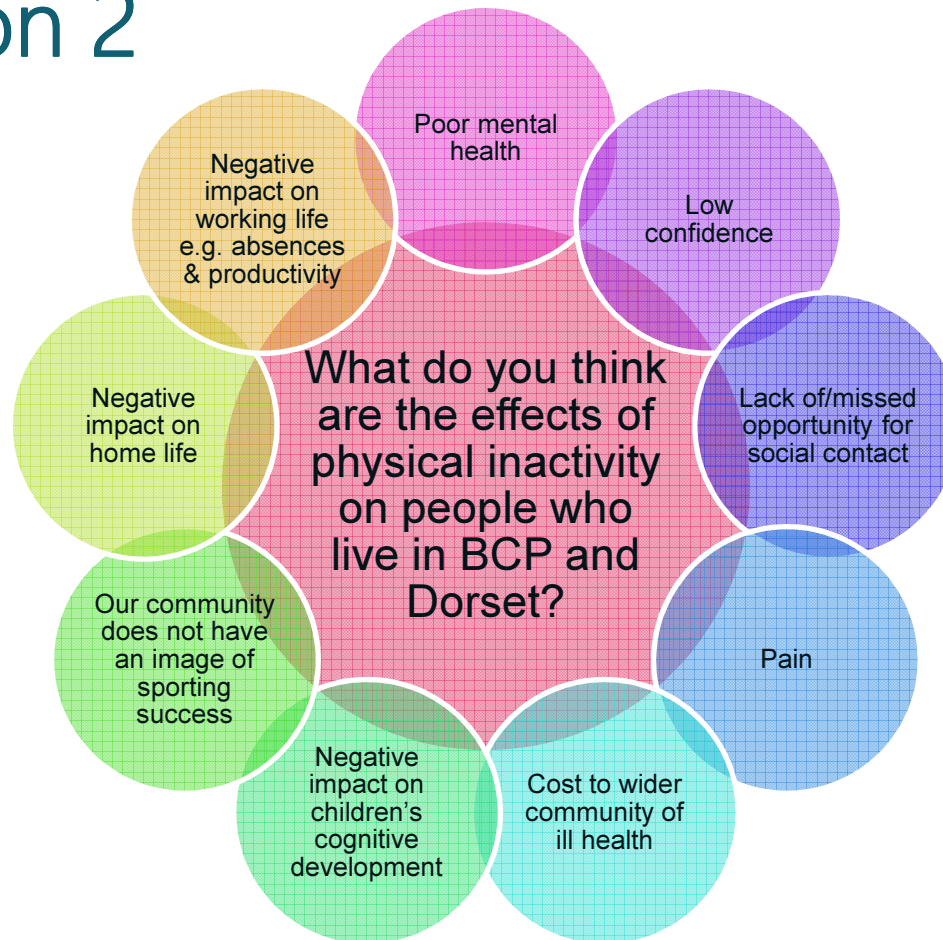 on 2
Poor mental
health
Low
confidence
Lack of/missed
opportunity for
social contact
Pain
Cost to wider
community of
ill health
Negative
impact on
children’s
cognitive
development
Our community
does not have
an image of
sporting
success
Negative
impact on
home life
Negative
impact on
working life
e.g. absences
& productivity
What do you think
are the effects of
physical inactivity
on people who
live in BCP and
Dorset?